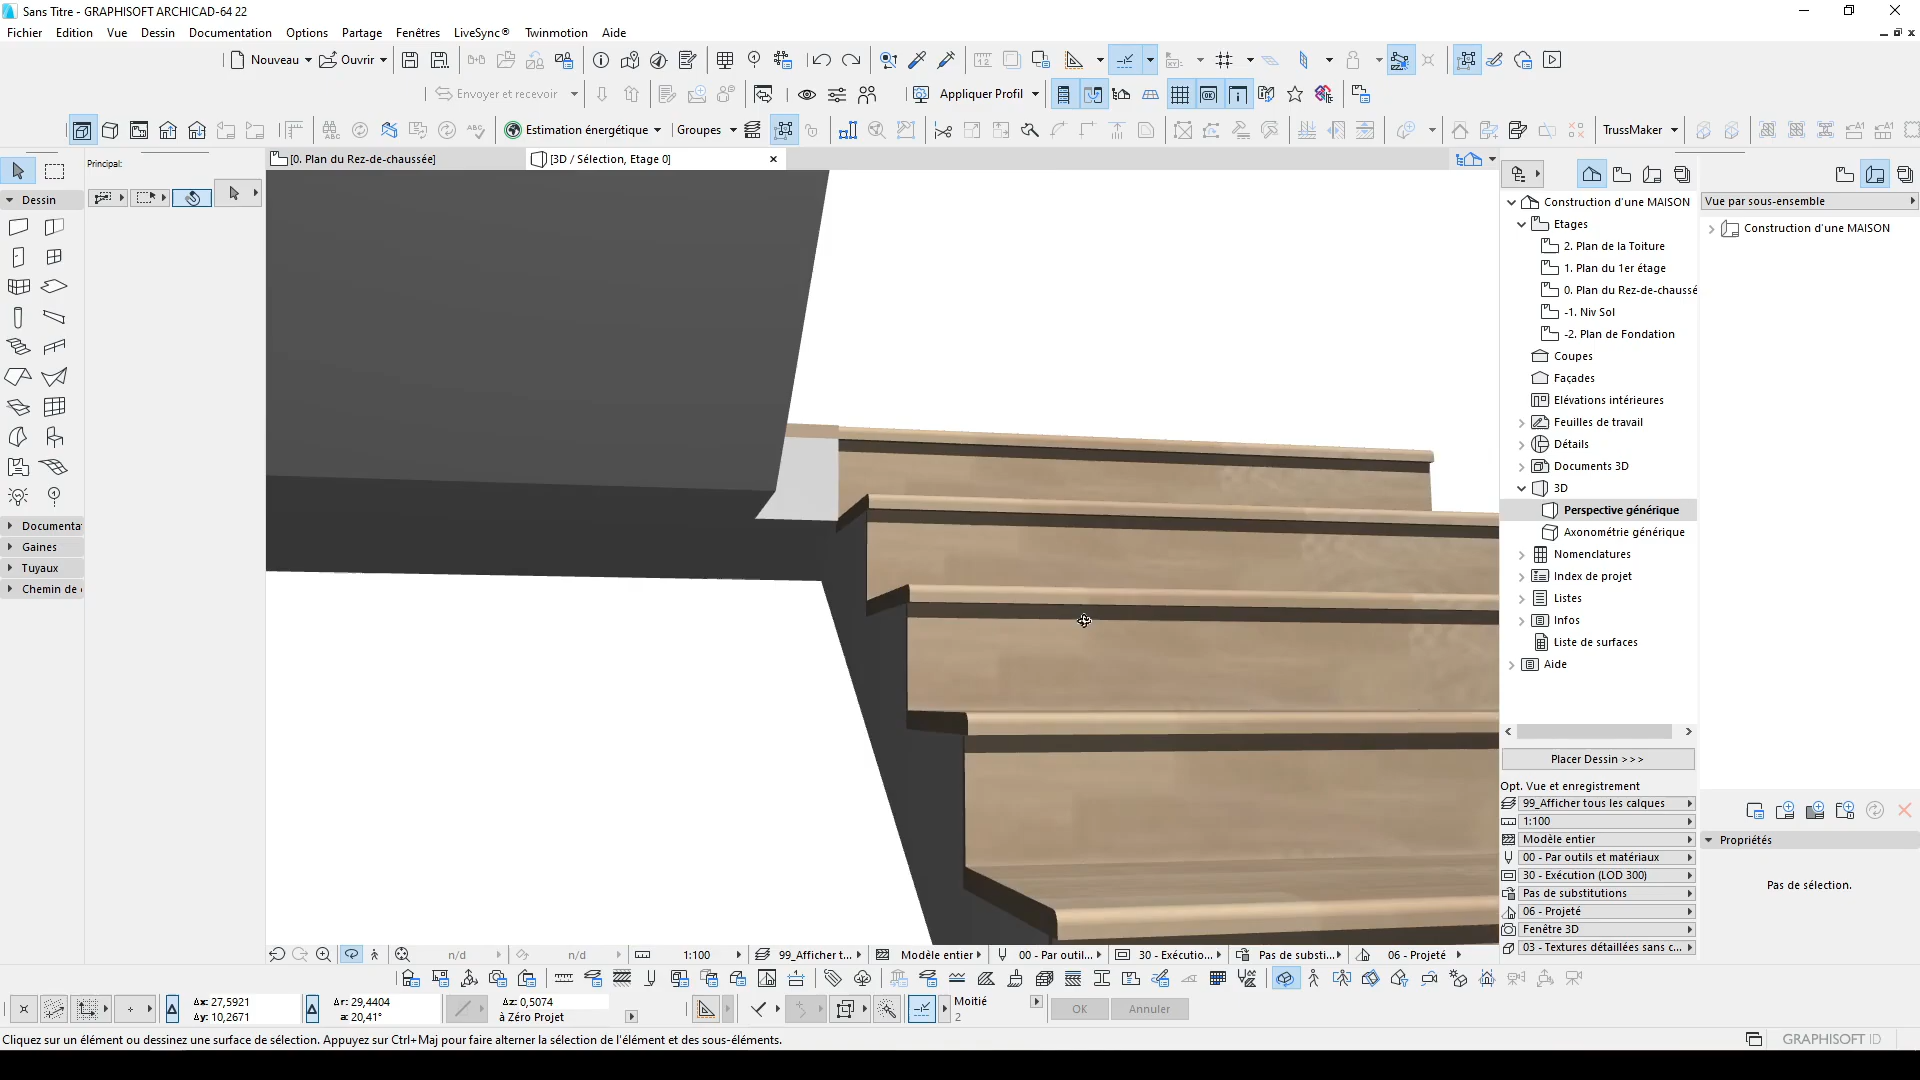 Sans Titre - GRAPHISOFT ARCHICAD-64 22
Fichier Edition Vue Dessin Documentation Options Partage Fenêtres LiveSync® Twinmotion Aide
Nouveau Ouvrir
Envoyer et recevoir Appliquer Profil
Estimation énergétique Groupes TrussMaker
Principal:
[0. Plan du Rez-de-chaussée] [3D / Sélection, Etage 0]
Dessin
Documenta
Gaines
Tuyaux
Chemin de
Construction d'une MAISON
Etages
2. Plan de la Toiture
1. Plan du 1er étage
0. Plan du Rez-de-chaussé
-1. Niv Sol
-2. Plan de Fondation
Coupes
Façades
Elévations intérieures
Feuilles de travail
Détails
Documents 3D
3D
Perspective générique
Axonométrie générique
Nomenclatures
Index de projet
Listes
Infos
Liste de surfaces
Aide
Placer Dessin >>>
Opt. Vue et enregistrement
99_Afficher tous les calques
1:100
Modèle entier
00 - Par outils et matériaux
30 - Exécution (LOD 300)
Pas de substitutions
06 - Projeté
Fenêtre 3D
03 - Textures détaillées sans c...
Vue par sous-ensemble
Construction d'une MAISON
Propriétés
Pas de sélection.
n/d n/d 1:100 99_Afficher t... Modèle entier 00 - Par outil... 30 - Exécutio... Pas de substi... 06 - Projeté
Δx: 27,5921 Δr: 29,4404 Δz: 0,5074 Moitié
Δy: 10,2671 a: 20,41° à Zéro Projet 2 OK Annuler
Cliquez sur un élément ou dessinez une surface de sélection. Appuyez sur Ctrl+Maj pour faire alterner la sélection de l'élément et des sous-éléments.
GRAPHISOFT ID